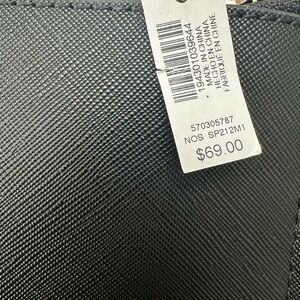 194301039644
MADE IN CHINA
HECHO EN CHINA
FABRIQUE EN CHINE
570305787
NOS SP212M1
$69.00